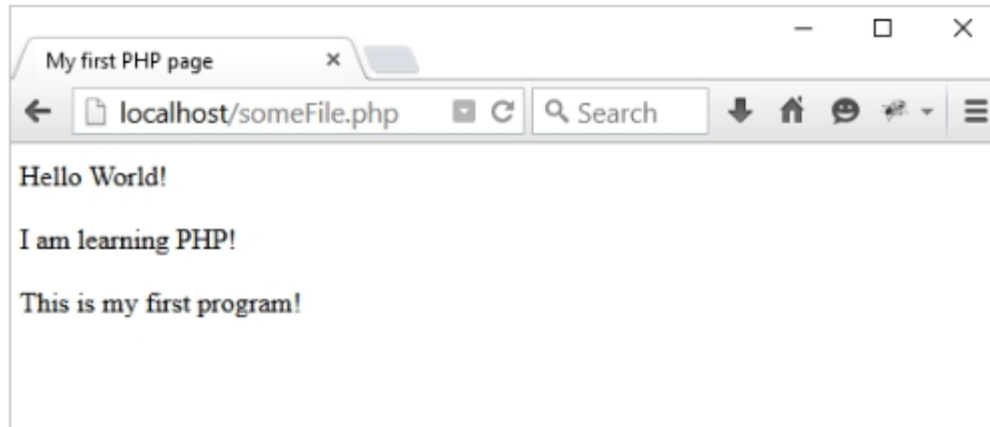 My first PHP page
localhost/someFile.php
Search
Hello World!
I am learning PHP!
This is my first program!